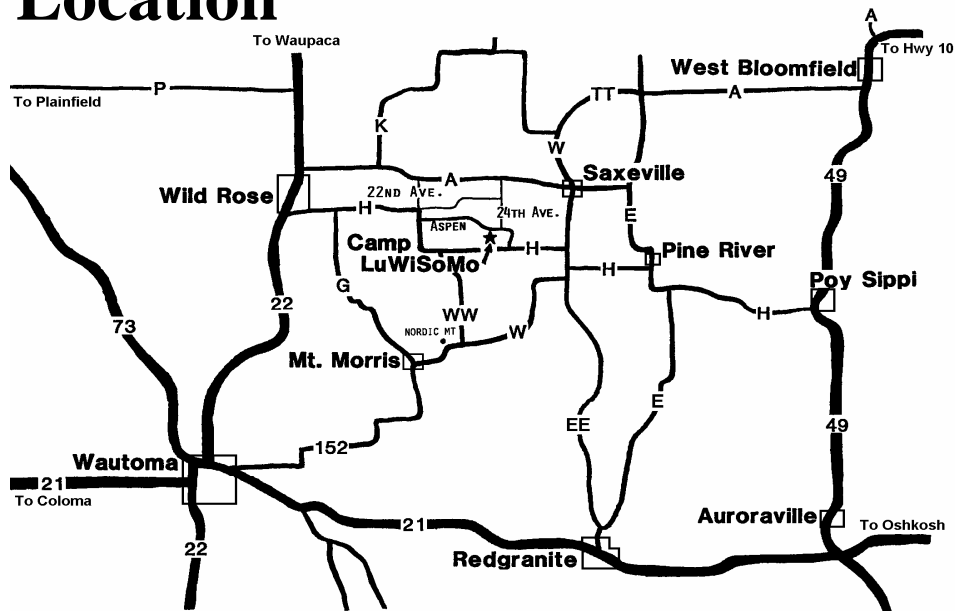 Location
A
To Waupaca
To Hwy 10
West Bloomfield
P
TT
A
To Plainfield
K
W
Saxeville
49
A
22ND AVE.
Wild Rose
H
24TH AVE.
E
ASPEN
Camp
LuWiSoMo
H
Pine River
H
G
Poy Sippi
22
WW
H
73
NORDIC MT
W
Mt. Morris
E
EE
49
152
Wautoma
21
To Coloma
Auroraville
21
To Oshkosh
22
Redgranite